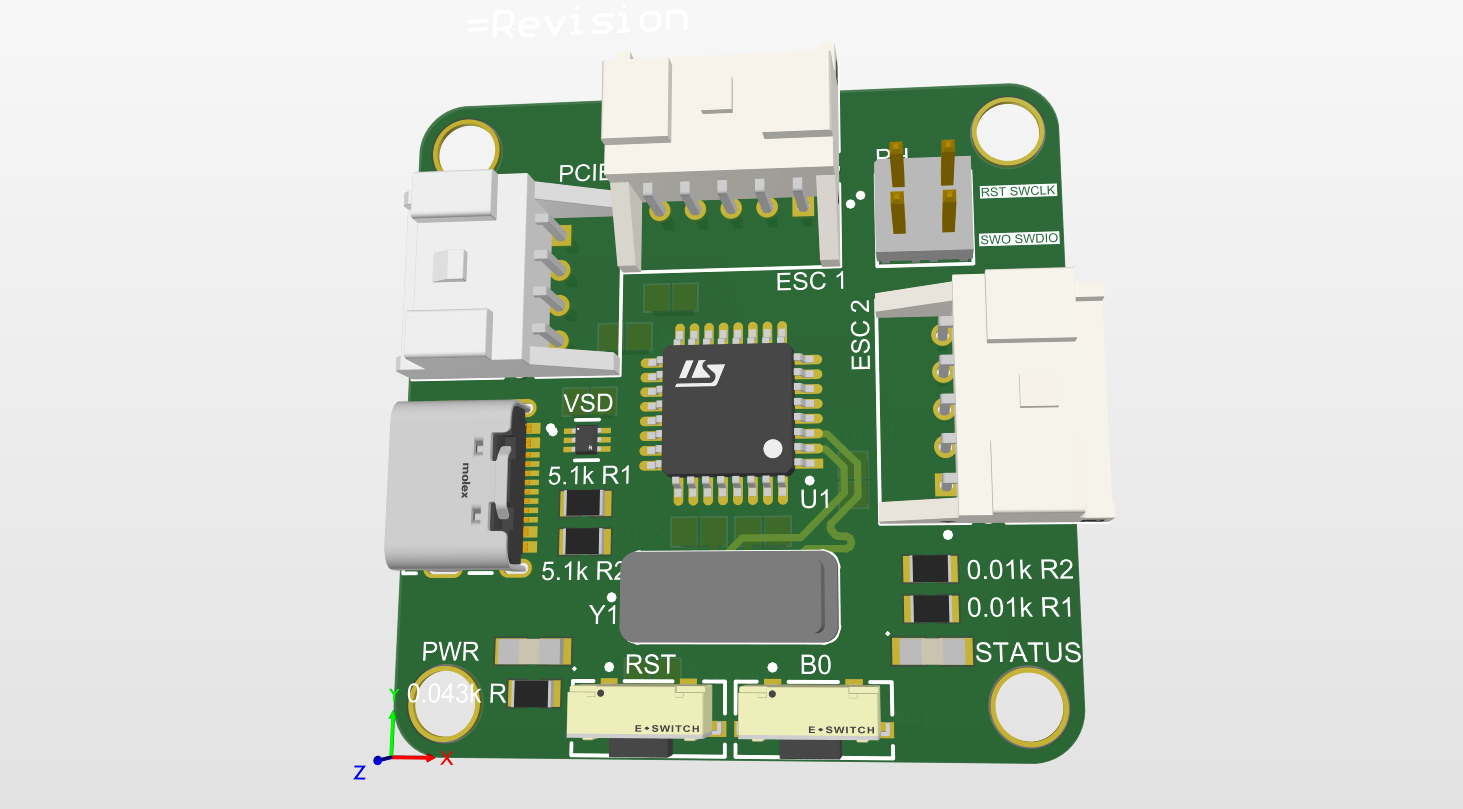 =Revision
PCIE
RST SWCLK
SWO SWDIO
ESC 1
ESC 2
VSD
molex
5.1k R1
U1
5.1k R2
0.01k R2
Y1
0.01k R1
PWR
RST
B0
STATUS
0.043k R
E•SWITCH
E•SWITCH
Y
X
Z